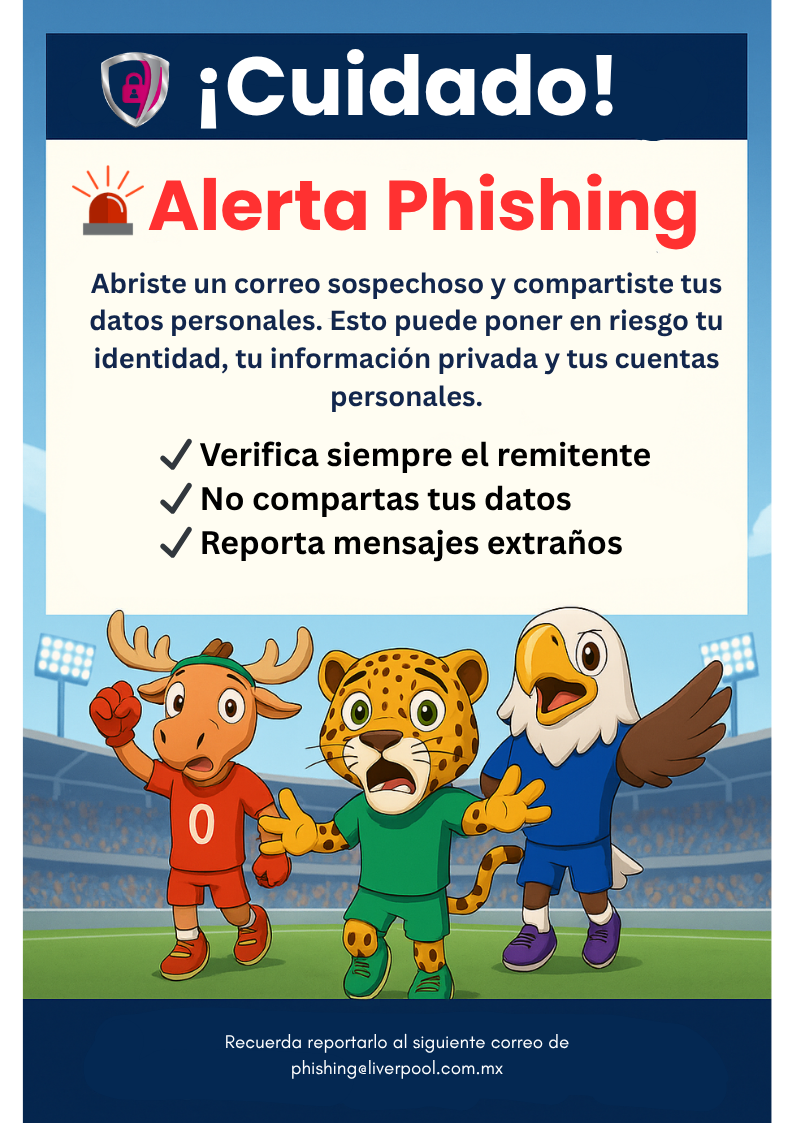 ¡Cuidado!
Alerta Phishing
Abriste un correo sospechoso y compartiste tus
datos personales. Esto puede poner en riesgo tu
identidad, tu información privada y tus cuentas
personales.
Verifica siempre el remitente
No compartas tus datos
Reporta mensajes extraños
0
Recuerda reportarlo al siguiente correo de
phishing@liverpool.com.mx